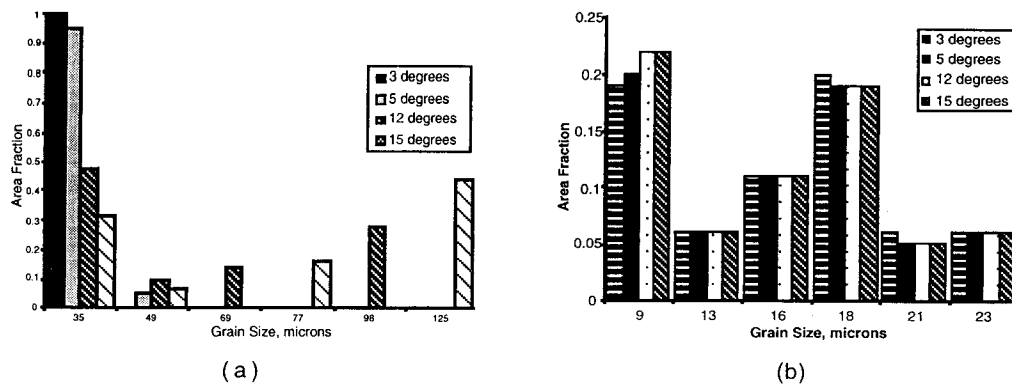 1
0.9
0.8
0.7
0.6
0.5
0.4
0.3
0.2
0.1
0
Area Fraction
3 degrees
5 degrees
12 degrees
15 degrees
35 49 69 77 98 125
Grain Size, microns
(a)
0.25
0.2
0.15
0.1
0.05
0
Area Fraction
3 degrees
5 degrees
12 degrees
15 degrees
9 13 16 18 21 23
Grain Size, microns
(b)